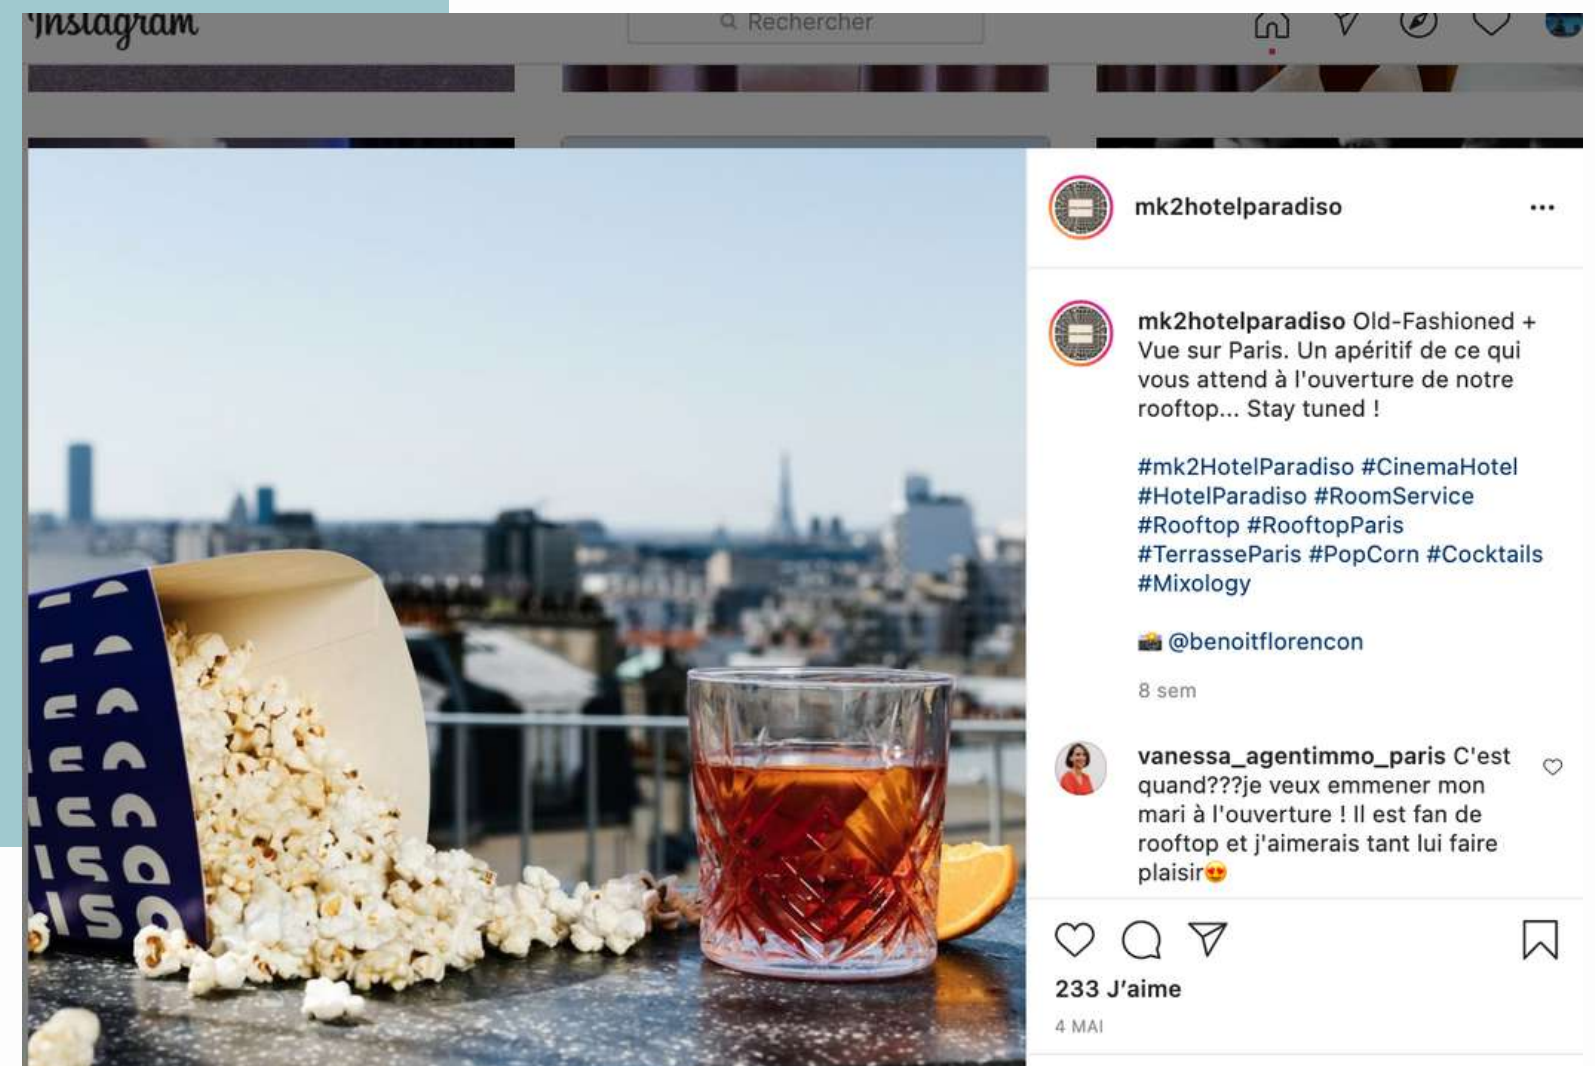 Instagram
Rechercher
mk2hotelparadiso
mk2hotelparadiso Old-Fashioned +
Vue sur Paris. Un apéritif de ce qui
vous attend à l'ouverture de notre
rooftop... Stay tuned !
#mk2HotelParadiso #CinemaHotel
#HotelParadiso #RoomService
#Rooftop #RooftopParis
#TerrasseParis #PopCorn #Cocktails
#Mixology
📸 @benoitflorencon
8 sem
vanessa_agentimmo_paris C'est
quand???je veux emmener mon
mari à l'ouverture ! Il est fan de
rooftop et j'aimerais tant lui faire
plaisir😍
233 J'aime
4 MAI
ISO
ISO